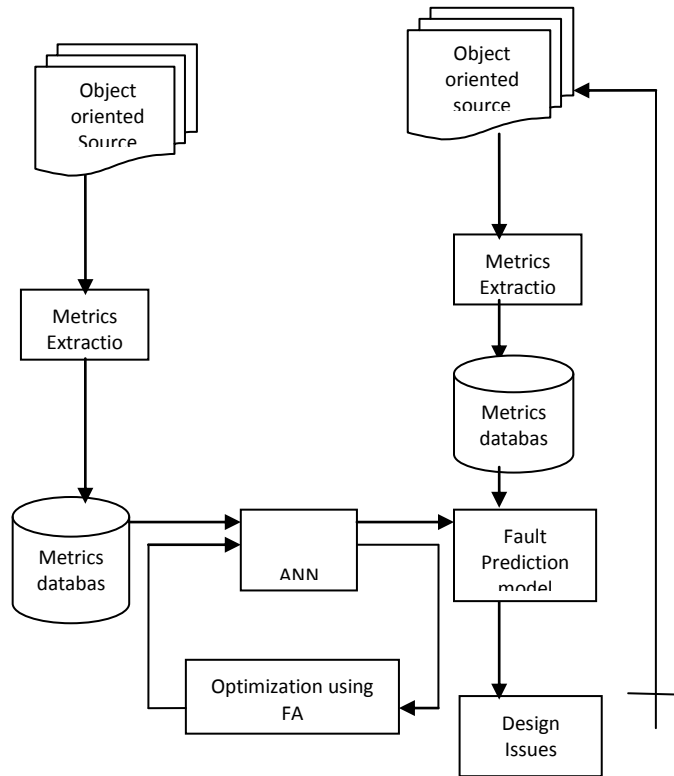 Object
oriented
Source
Metrics
Extractio
Metrics
databas
ANN
Optimization using
FA
Object
oriented
source
Metrics
Extractio
Metrics
databas
Fault
Prediction
model
Design
Issues